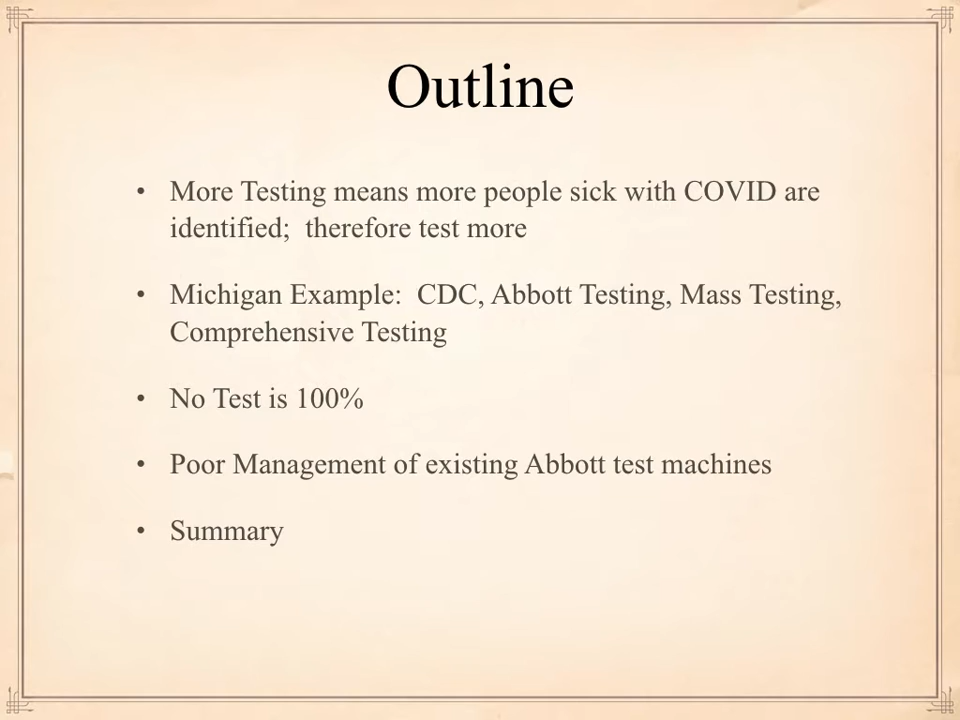 Outline
• More Testing means more people sick with COVID are
identified;  therefore test more
• Michigan Example:  CDC, Abbott Testing, Mass Testing,
Comprehensive Testing
• No Test is 100%
• Poor Management of existing Abbott test machines
• Summary